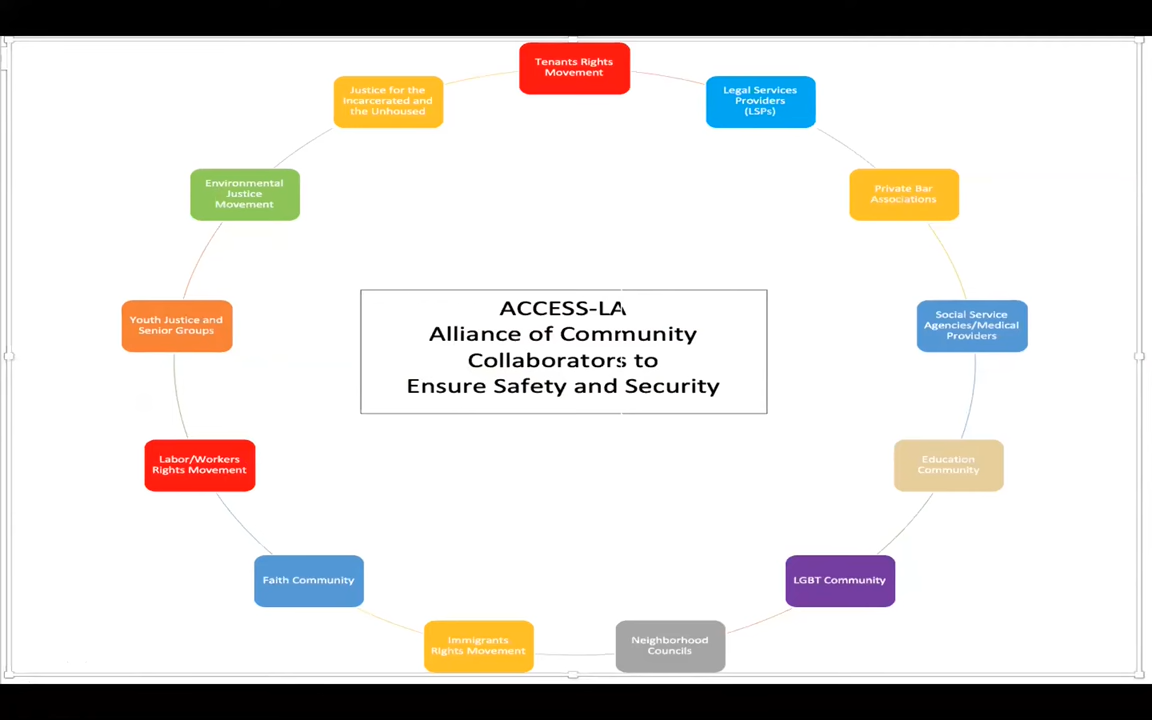 Tenants Rights
Movement
Legal Services
Providers
(LSPs)
Private Bar
Associations
Social Service
Agencies/Medical
Providers
Education
Community
LGBT Community
Neighborhood
Councils
Immigrants
Rights Movement
Faith Community
Labor/Workers
Rights Movement
Youth Justice and
Senior Groups
Environmental
Justice
Movement
Justice for the
Incarcerated and
the Unhoused
ACCESS-LA
Alliance of Community
Collaborators to
Ensure Safety and Security